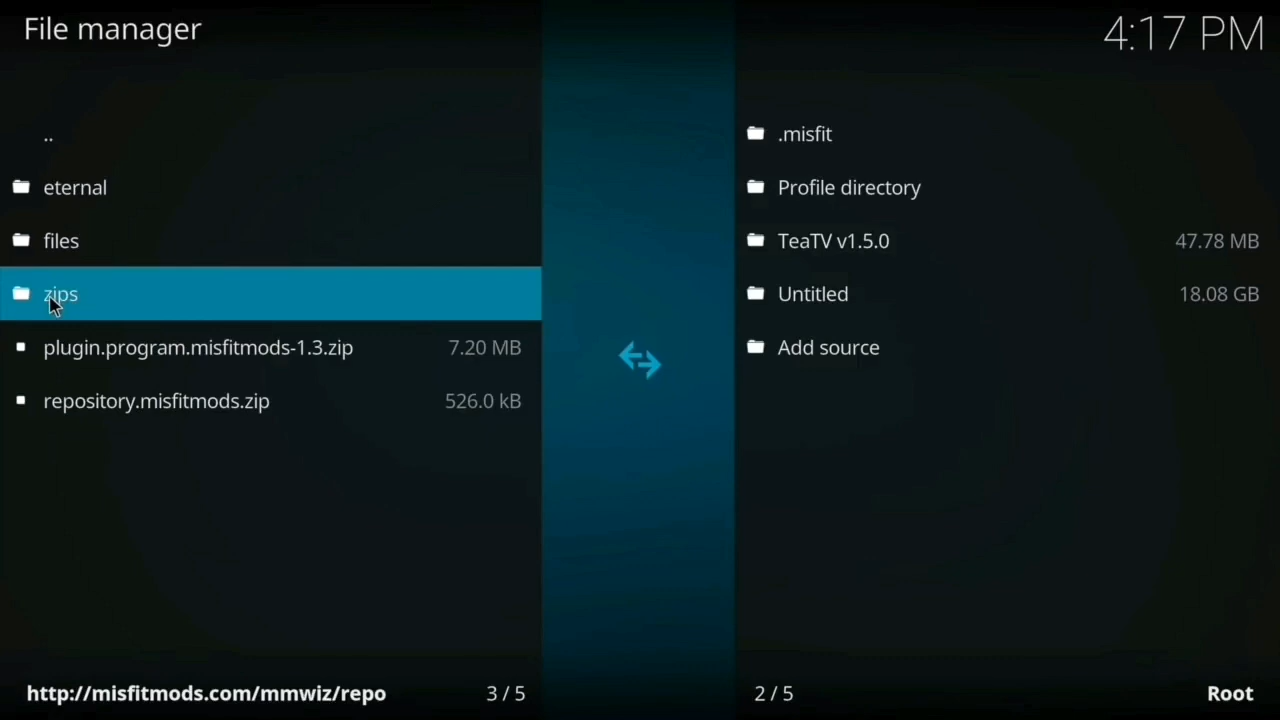 File manager
4:17 PM
..
eternal
files
zips
plugin.program.misfitmods-1.3.zip 7.20 MB
repository.misfitmods.zip 526.0 kB
.misfit
Profile directory
TeaTV v1.5.0 47.78 MB
Untitled 18.08 GB
Add source
http://misfitmods.com/mmwiz/repo 3 / 5
2 / 5 Root